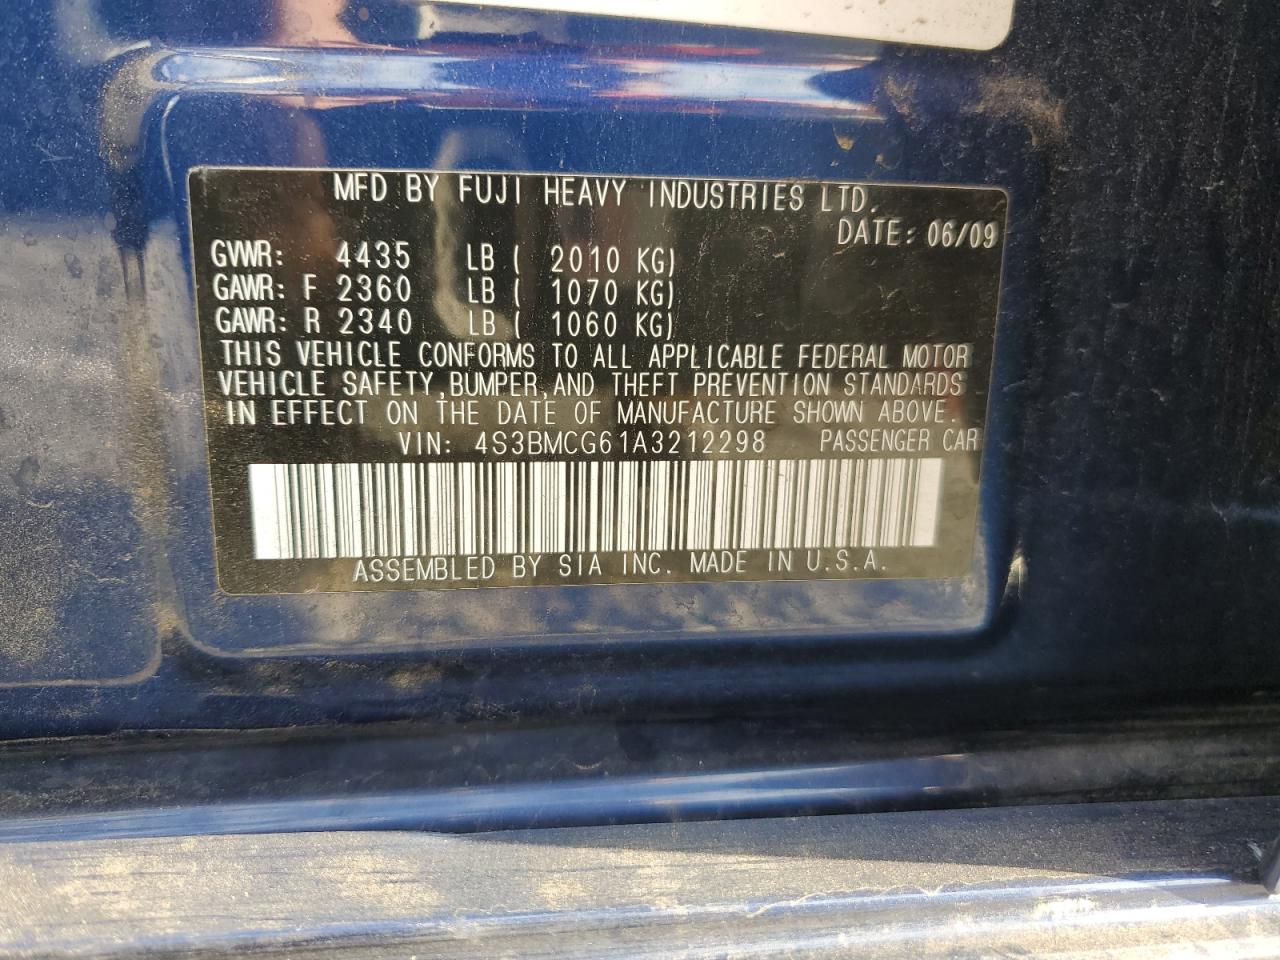 MFD BY FUJI HEAVY INDUSTRIES LTD.
DATE: 06/09
GVWR: 4435 LB ( 2010 KG)
GAWR: F 2360 LB ( 1070 KG)
GAWR: R 2340 LB ( 1060 KG)
THIS VEHICLE CONFORMS TO ALL APPLICABLE FEDERAL MOTOR
VEHICLE SAFETY, BUMPER, AND THEFT PREVENTION STANDARDS
IN EFFECT ON THE DATE OF MANUFACTURE SHOWN ABOVE.
VIN: 4S3BMCG61A3212298 PASSENGER CAR
ASSEMBLED BY SIA INC. MADE IN U.S.A.